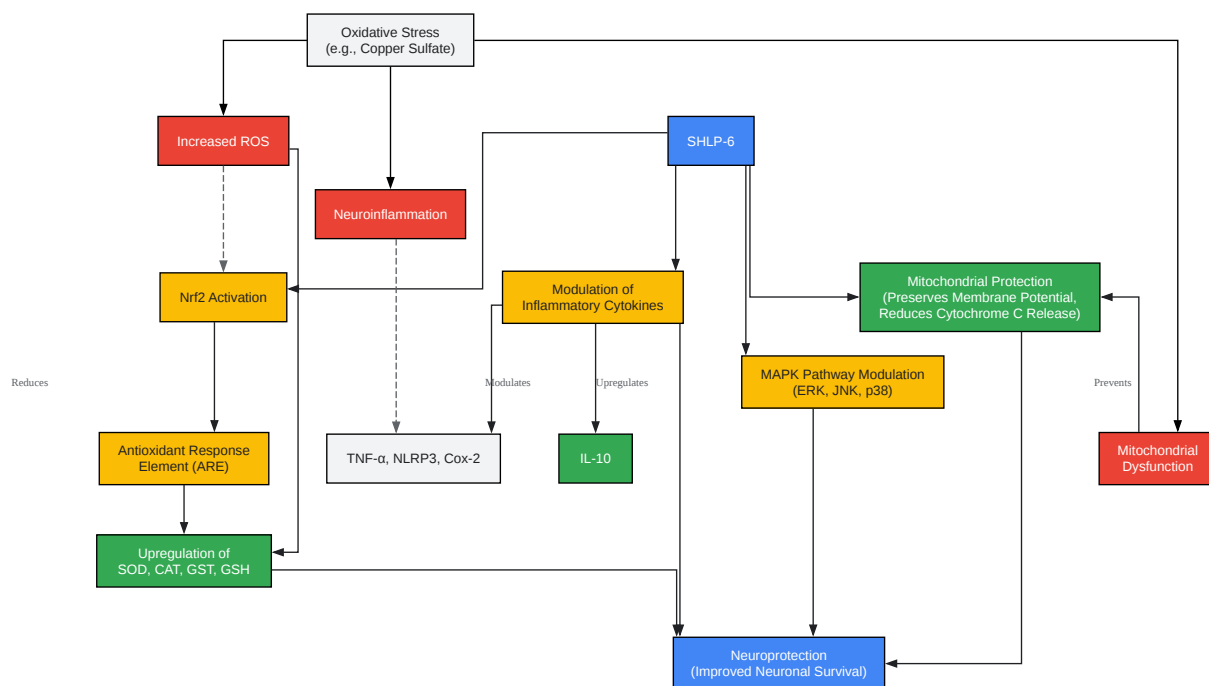 Oxidative Stress
(e.g., Copper Sulfate)
Increased ROS
SHLP-6
Neuroinflammation
Nrf2 Activation
Modulation of
Inflammatory Cytokines
Mitochondrial Protection
(Preserves Membrane Potential,
Reduces Cytochrome C Release)
MAPK Pathway Modulation
(ERK, JNK, p38)
Reduces
Modulates
Upregulates
Prevents
Antioxidant Response
Element (ARE)
TNF-α, NLRP3, Cox-2
IL-10
Mitochondrial
Dysfunction
Upregulation of
SOD, CAT, GST, GSH
Neuroprotection
(Improved Neuronal Survival)